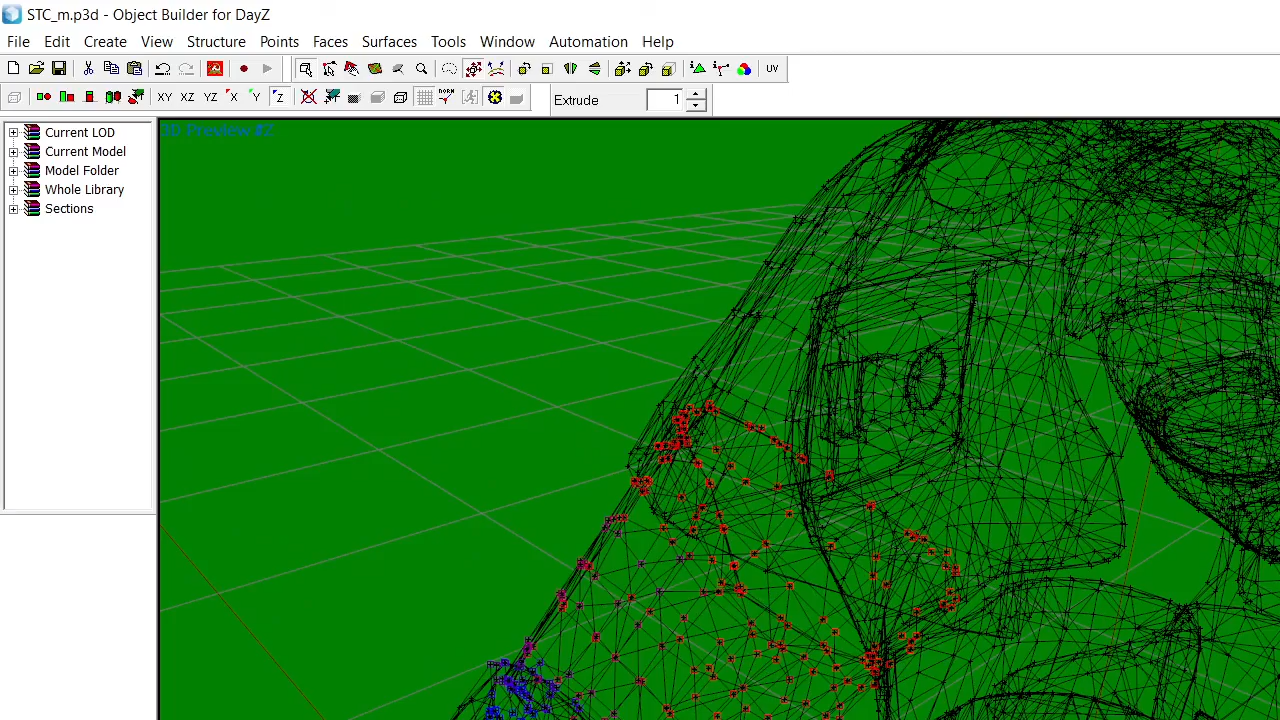 STC_m.p3d - Object Builder for DayZ
File Edit Create View Structure Points Faces Surfaces Tools Window Automation Help
UV
XY XZ YZ X Y Z NORM Extrude 1
Current LOD
Current Model
Model Folder
Whole Library
Sections
3D Preview #2